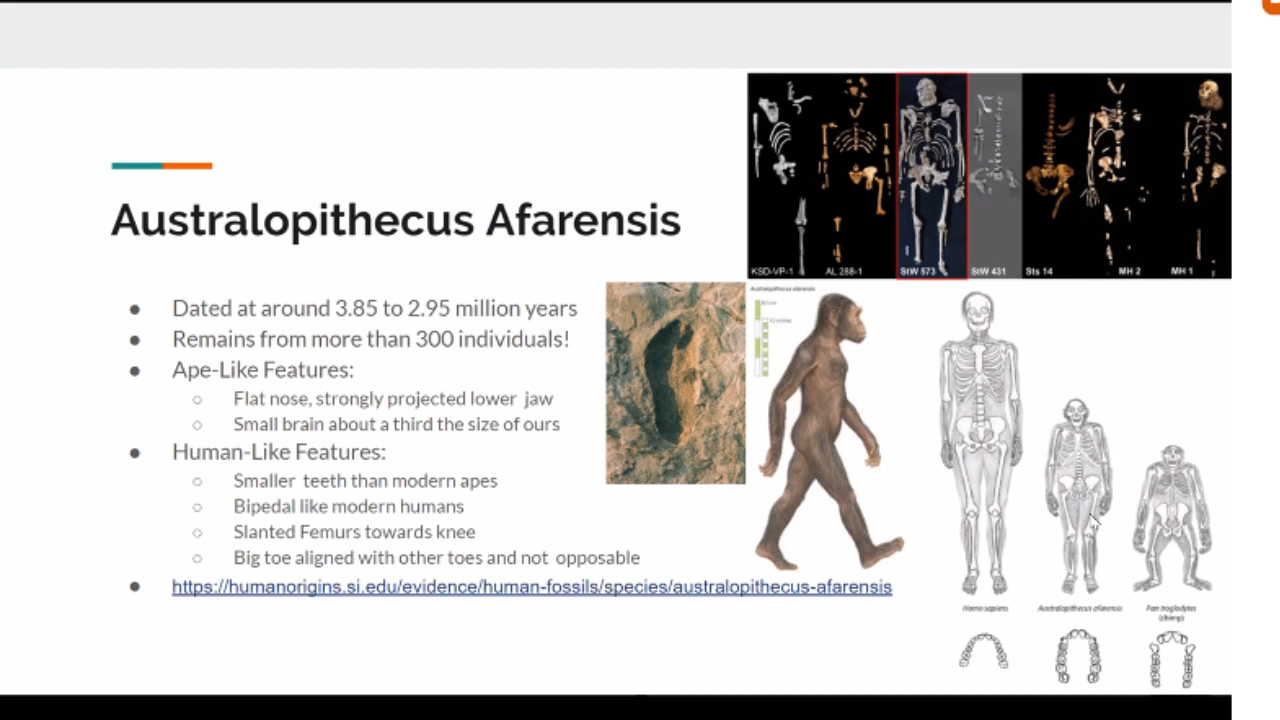 KSD-VP-1
AL 288-1
StW 573
StW 431
Sts 14
MH 2
MH 1
Australopithecus Afarensis
Australopithecus afarensis
Dated at around 3.85 to 2.95 million years
Remains from more than 300 individuals!
Ape-Like Features:
Flat nose, strongly projected lower jaw
Small brain about a third the size of ours
Human-Like Features:
Smaller teeth than modern apes
Bipedal like modern humans
Slanted Femurs towards knee
Big toe aligned with other toes and not opposable
https://humanorigins.si.edu/evidence/human-fossils/species/australopithecus-afarensis
Homo sapiens
Australopithecus afarensis
Pan troglodytes
(chimp)